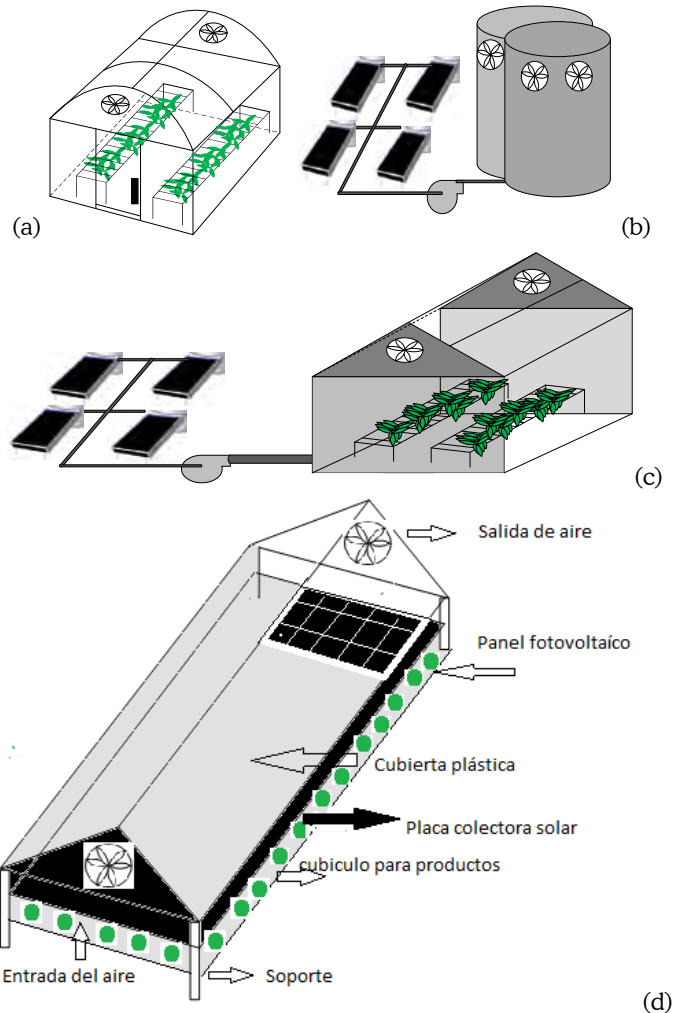 (a)
(b)
(c)
Salida de aire
Panel fotovoltaíco
Cubierta plástica
Placa colectora solar
cubiculo para productos
Entrada del aire
Soporte
(d)